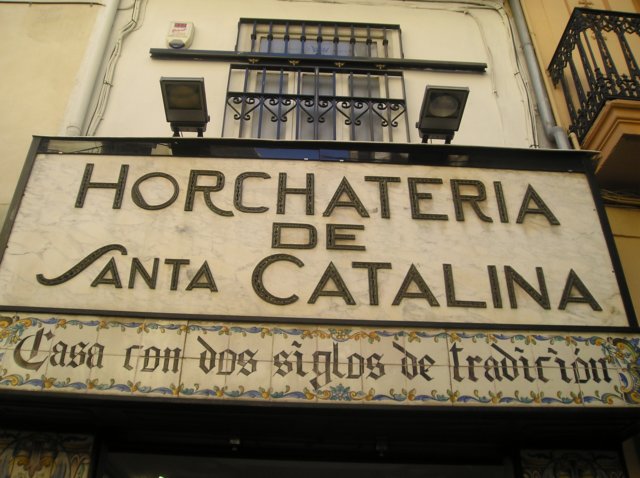 HORCHATERIA
DE
SANTA CATALINA
Casa con dos siglos de tradición